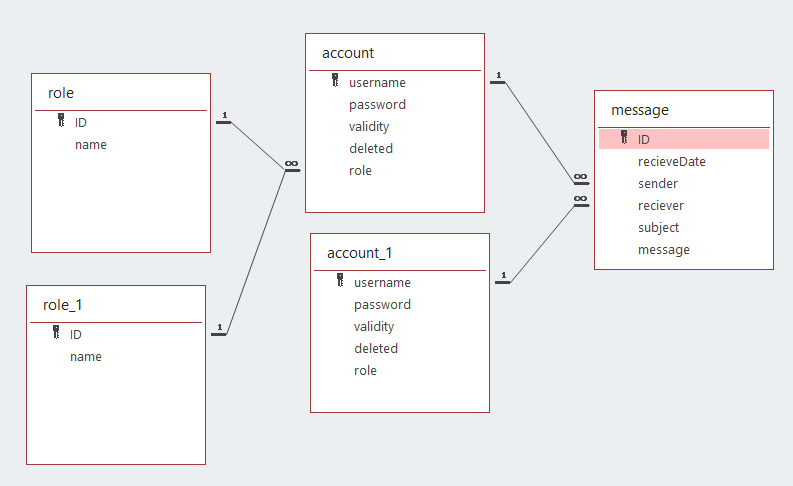 role
ID
name
1
∞
account
username
password
validity
deleted
role
1
∞
message
ID
recieveDate
sender
reciever
subject
message
role_1
ID
name
1
account_1
username
password
validity
deleted
role
1
∞